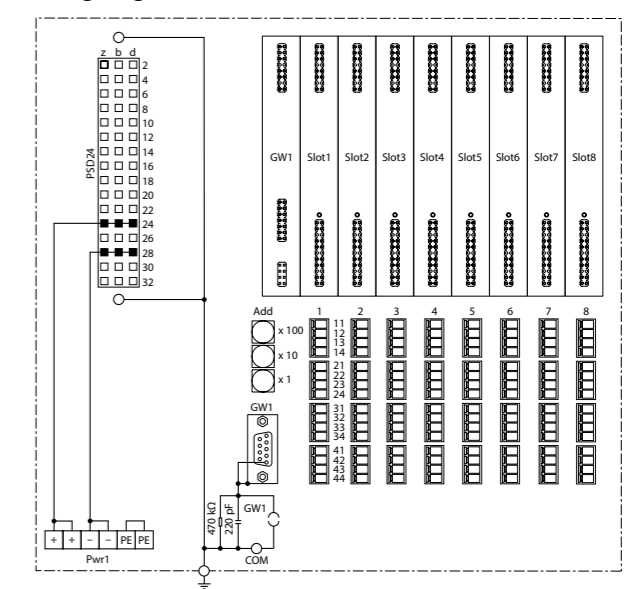 z b d
2
4
6
8
10
12
14
16
18
20
22
24
26
28
30
32
PSD24
GW1 Slot1 Slot2 Slot3 Slot4 Slot5 Slot6 Slot7 Slot8
Add
x 100
x 10
x 1
1 2 3 4 5 6 7 8
11
12
13
14
21
22
23
24
31
32
33
34
41
42
43
44
GW1
470 kΩ
220 pF
GW1
COM
+ + – – PE PE
Pwr1